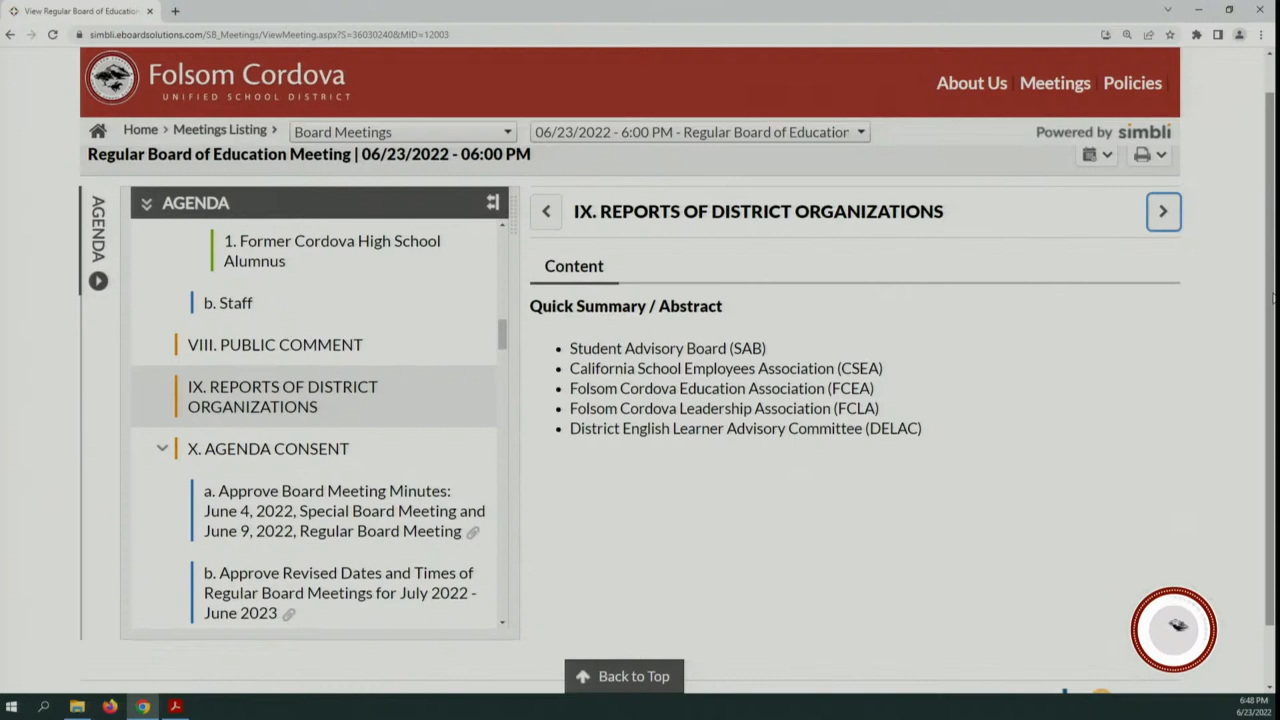 View Regular Board of Education
simbli.eboardsolutions.com/SB_Meetings/ViewMeeting.aspx?S=36030240&MID=12003
Folsom Cordova
UNIFIED SCHOOL DISTRICT
About Us Meetings Policies
Home > Meetings Listing >
Board Meetings
06/23/2022 - 6:00 PM - Regular Board of Education
Powered by simbli
Regular Board of Education Meeting | 06/23/2022 - 06:00 PM
AGENDA
AGENDA
1. Former Cordova High School
Alumnus
b. Staff
VIII. PUBLIC COMMENT
IX. REPORTS OF DISTRICT
ORGANIZATIONS
X. AGENDA CONSENT
a. Approve Board Meeting Minutes:
June 4, 2022, Special Board Meeting and
June 9, 2022, Regular Board Meeting
b. Approve Revised Dates and Times of
Regular Board Meetings for July 2022 -
June 2023
IX. REPORTS OF DISTRICT ORGANIZATIONS
Content
Quick Summary / Abstract
• Student Advisory Board (SAB)
• California School Employees Association (CSEA)
• Folsom Cordova Education Association (FCEA)
• Folsom Cordova Leadership Association (FCLA)
• District English Learner Advisory Committee (DELAC)
Back to Top
6:48 PM
6/23/2022